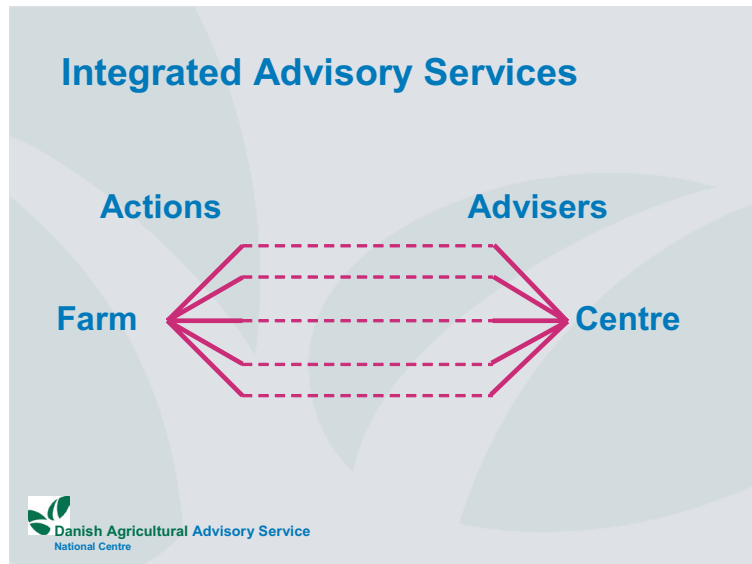 Integrated Advisory Services
Actions Advisers
Farm Centre
Danish Agricultural Advisory Service
National Centre